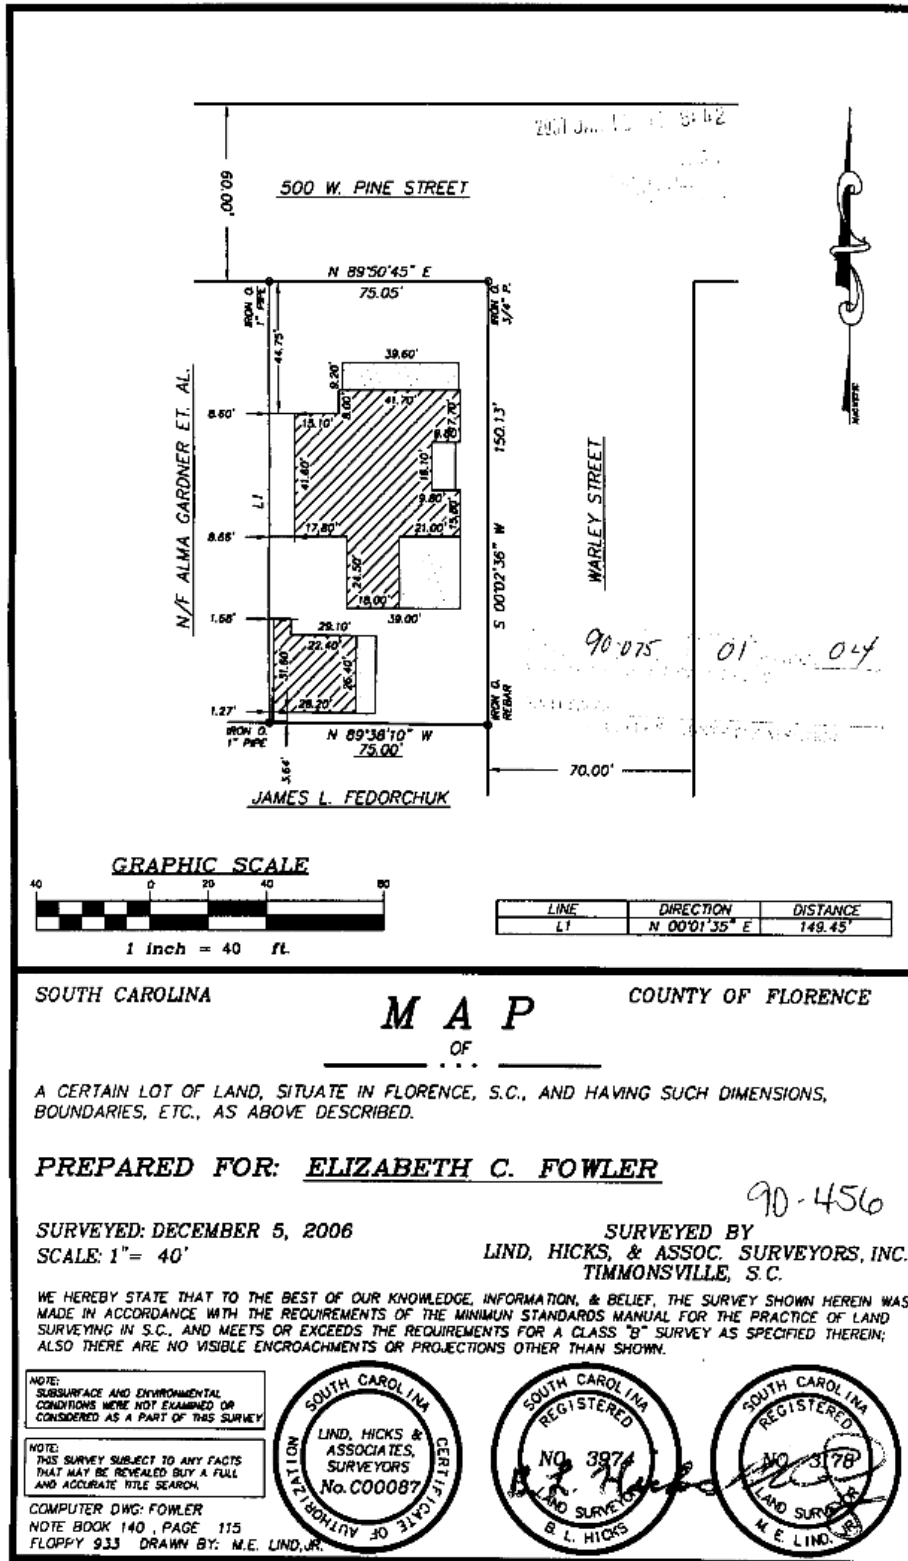 60.00'
500 W. PINE STREET
N 89°50'45" E
75.05'
IRON O.
1" PIPE
IRON O.
3/4" P.
44.75'
39.60'
9.20'
8.00'
41.70'
17.70'
8.60'
15.10'
41.60'
18.10'
9.80'
15.80'
8.66'
17.80'
21.00'
24.50'
18.00'
39.00'
L1
N/F ALMA GARDNER ET. AL.
S 00°02'36" W
150.13'
WARLEY STREET
MAGNETIC
1.68'
29.10'
22.40'
31.60'
26.40'
28.20'
1.27'
IRON O.
1" PIPE
N 89°38'10" W
75.00'
IRON O.
REBAR
3.64'
70.00'
90-075 01 04
JAMES L. FEDORCHUK
GRAPHIC SCALE
40 0 20 40 80
1 inch = 40 ft.
LINE DIRECTION DISTANCE
L1 N 00°01'35" E 149.45'
SOUTH CAROLINA
COUNTY OF FLORENCE
MAP
OF
A CERTAIN LOT OF LAND, SITUATE IN FLORENCE, S.C., AND HAVING SUCH DIMENSIONS,
BOUNDARIES, ETC., AS ABOVE DESCRIBED.
PREPARED FOR: ELIZABETH C. FOWLER
90-456
SURVEYED: DECEMBER 5, 2006
SCALE: 1"= 40'
SURVEYED BY
LIND, HICKS, & ASSOC. SURVEYORS, INC.
TIMMONSVILLE, S.C.
WE HEREBY STATE THAT TO THE BEST OF OUR KNOWLEDGE, INFORMATION, & BELIEF, THE SURVEY SHOWN HEREIN WAS
MADE IN ACCORDANCE WITH THE REQUIREMENTS OF THE MINIMUN STANDARDS MANUAL FOR THE PRACTICE OF LAND
SURVEYING IN S.C., AND MEETS OR EXCEEDS THE REQUIREMENTS FOR A CLASS "B" SURVEY AS SPECIFIED THEREIN;
ALSO THERE ARE NO VISIBLE ENCROACHMENTS OR PROJECTIONS OTHER THAN SHOWN.
NOTE:
SUBSURFACE AND ENVIRONMENTAL
CONDITIONS WERE NOT EXAMINED OR
CONSIDERED AS A PART OF THIS SURVEY
NOTE:
THIS SURVEY SUBJECT TO ANY FACTS
THAT MAY BE REVEALED BUY A FULL
AND ACCURATE TITLE SEARCH.
COMPUTER DWG: FOWLER
NOTE BOOK 140 , PAGE 115
FLOPPY 933 DRAWN BY: M.E. LIND,JR.
SOUTH CAROLINA
CERTIFICATE OF AUTHORIZATION
LIND, HICKS &
ASSOCIATES,
SURVEYORS
No. C00087
SOUTH CAROLINA
REGISTERED
NO. 3974
LAND SURVEYOR
B. L. HICKS
SOUTH CAROLINA
REGISTERED
NO. 3178
LAND SURVEYOR
M. E. LIND, JR.